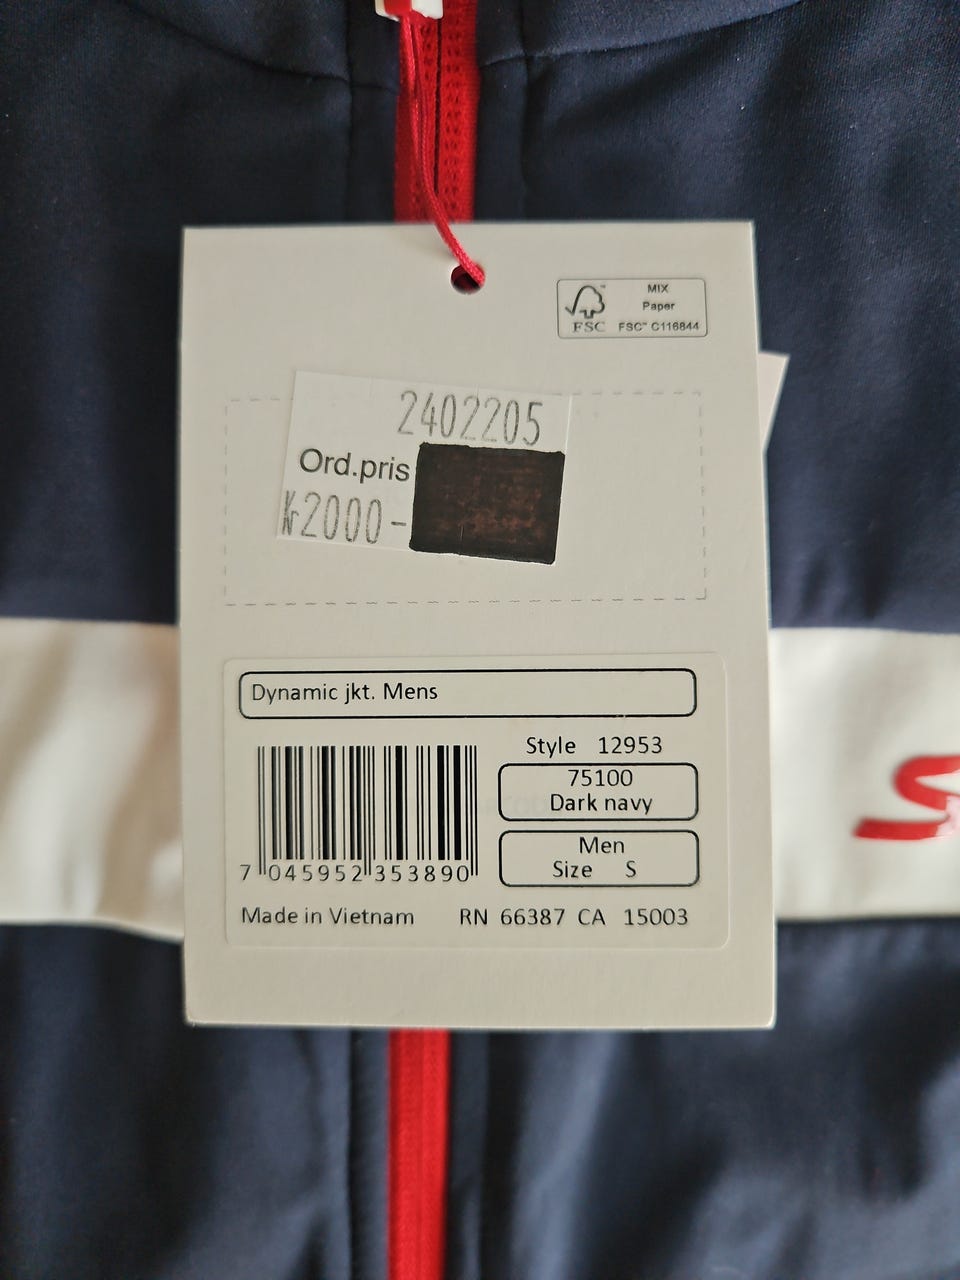 MIX
Paper
FSC
FSC™ C116844
2402205
Ord.pris
Kr2000-
Dynamic jkt. Mens
Style 12953
75100
Dark navy
Men
Size S
7 045952 353890
Made in Vietnam RN 66387 CA 15003